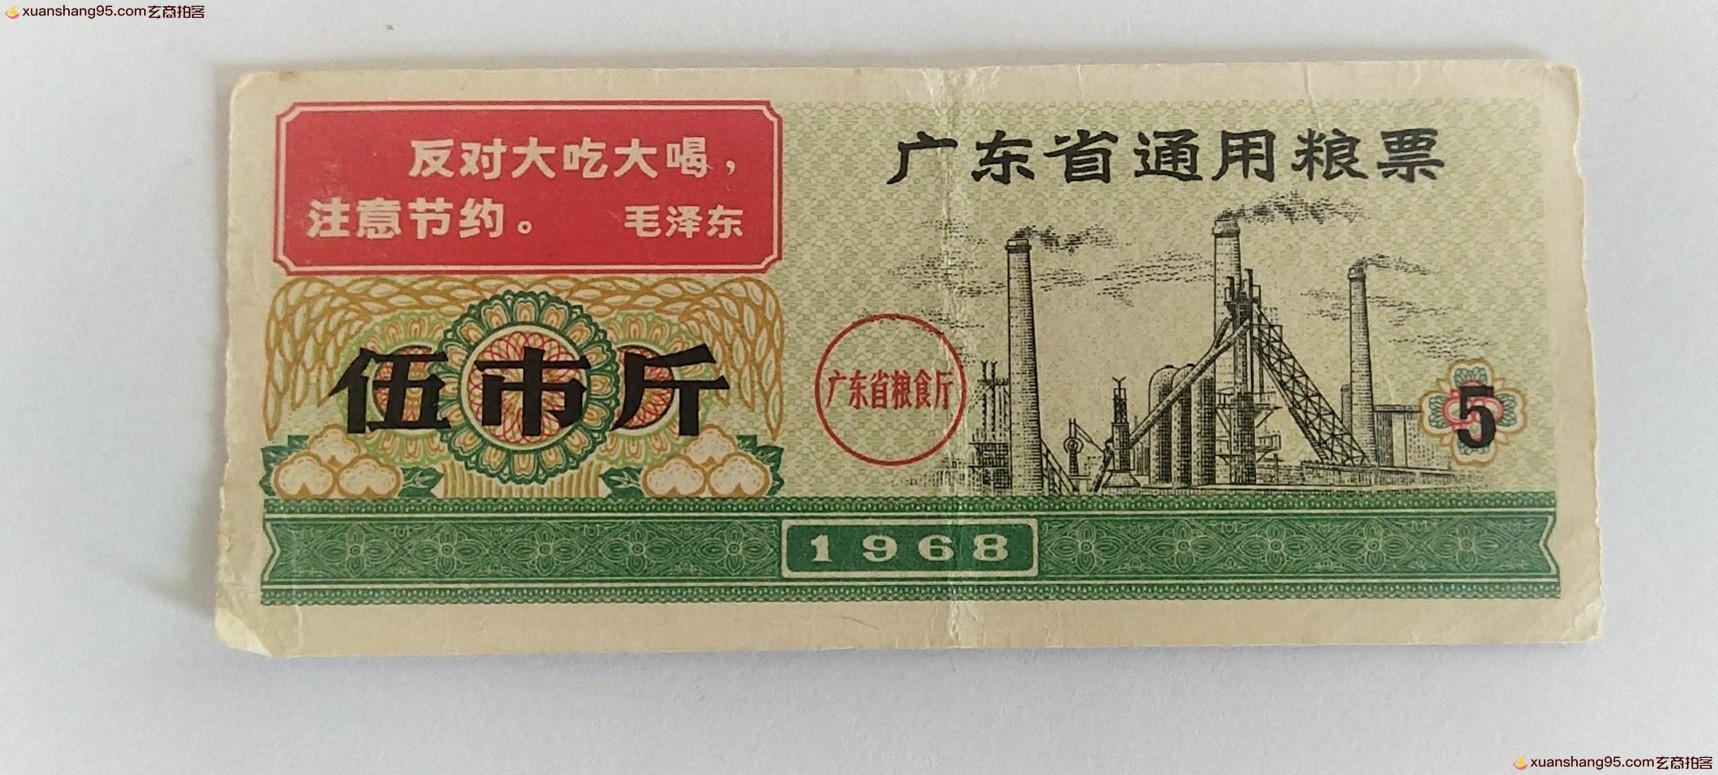 xuanshang95.com玄商拍客
反对大吃大喝，
注意节约。 毛泽东
广东省通用粮票
伍市斤
广东省粮食厅
5
1968
xuanshang95.com玄商拍客